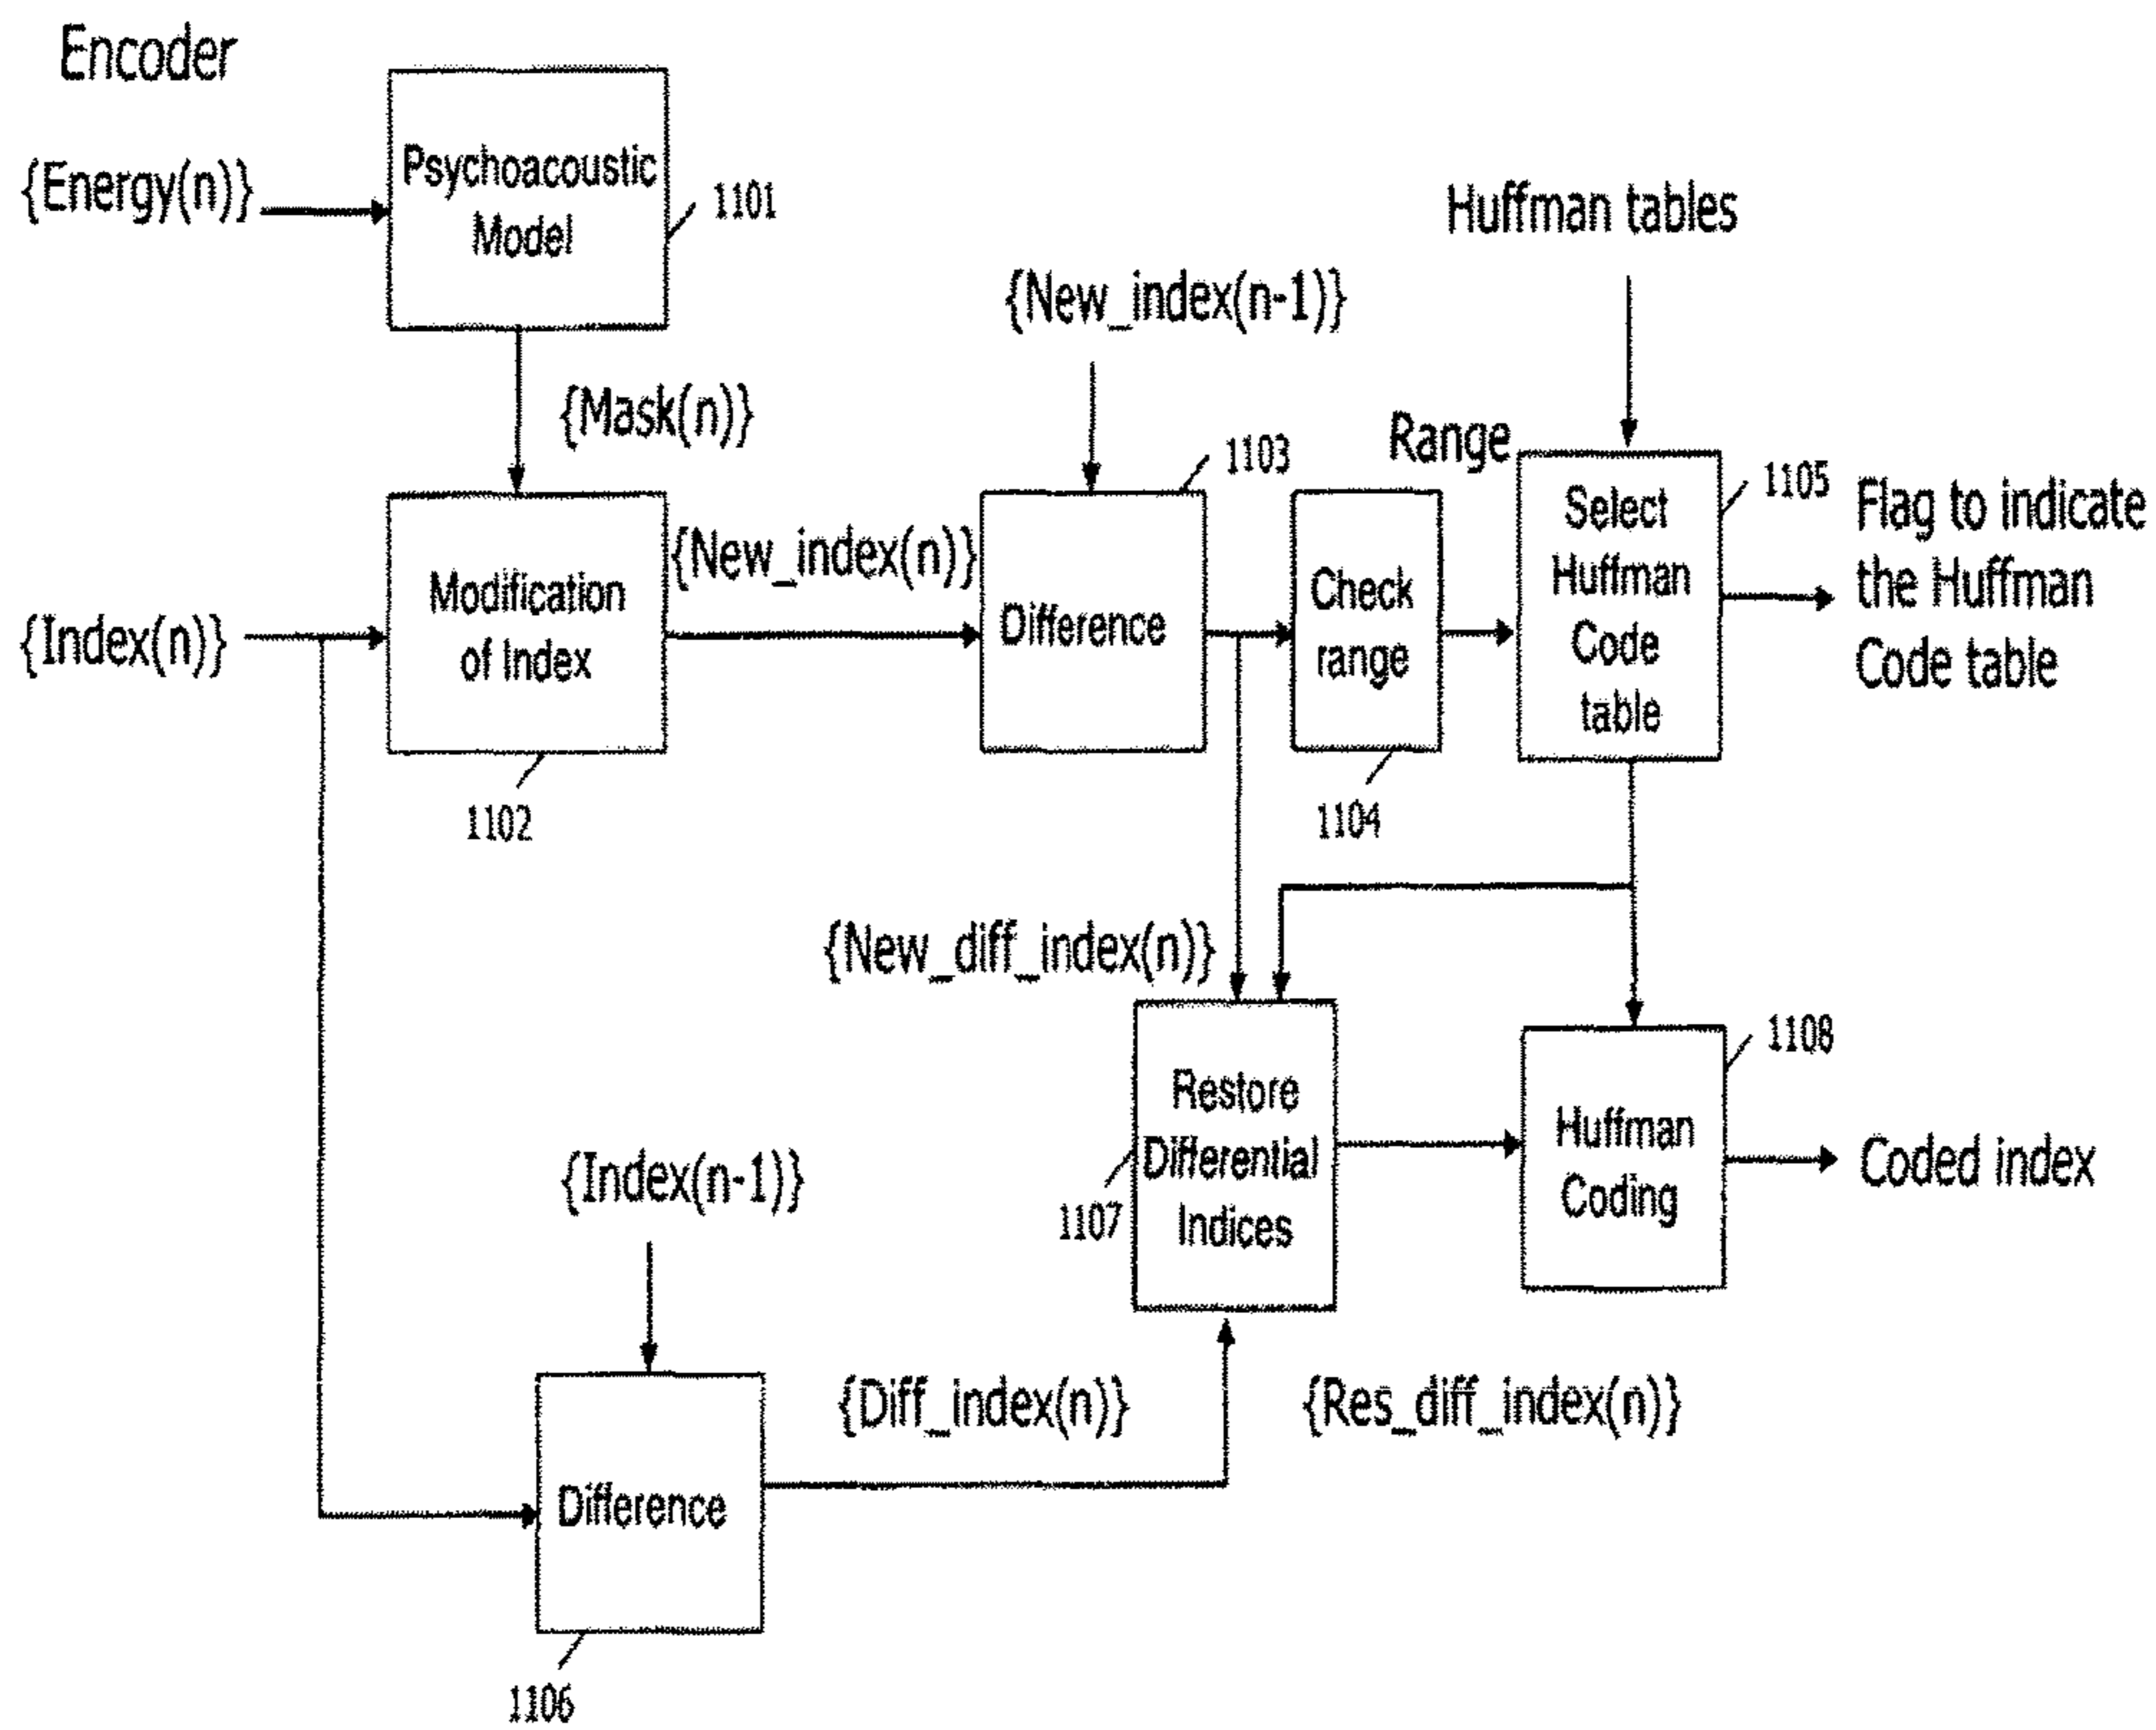 Encoder
{Energy(n)}
Psychoacoustic
Model
1101
Huffman tables
{New_index(n-1)}
{Mask(n)}
Range
1103
1105
{Index(n)}
Modification
of Index
1102
{New_index(n)}
Difference
Check
range
1104
Select
Huffman
Code
table
Flag to indicate
the Huffman
Code table
{New_diff_index(n)}
1108
Restore
Differential
Indices
1107
Huffman
Coding
Coded index
{Index(n-1)}
{Diff_index(n)}
{Res_diff_index(n)}
Difference
1106